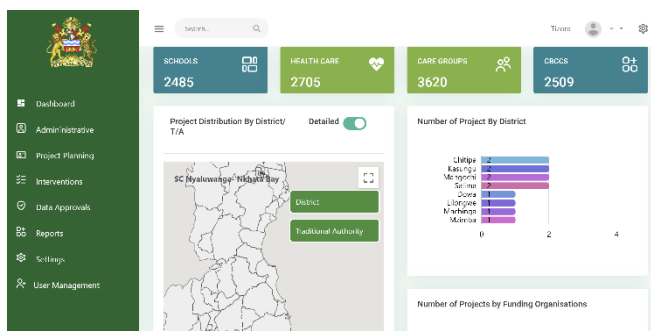 Search..
Tizora
Dashboard
Admininistrative
Project Planning
Interventions
Data Approvals
Reports
Settings
User Management
SCHOOLS
2485
HEALTH CARE
2705
CARE GROUPS
3620
CBCCS
2509
Project Distribution By District/
T/A
Detailed
SC Nyaluwanga- Nkhata Bay
District
Traditional Authority
Number of Project By District
Chitipa 2
Kasungu 2
Mangochi 2
Salima 2
Dowa 1
Lilongwe 1
Machinga 1
Mzimba 1
0 2 4
Number of Projects by Funding Organisations